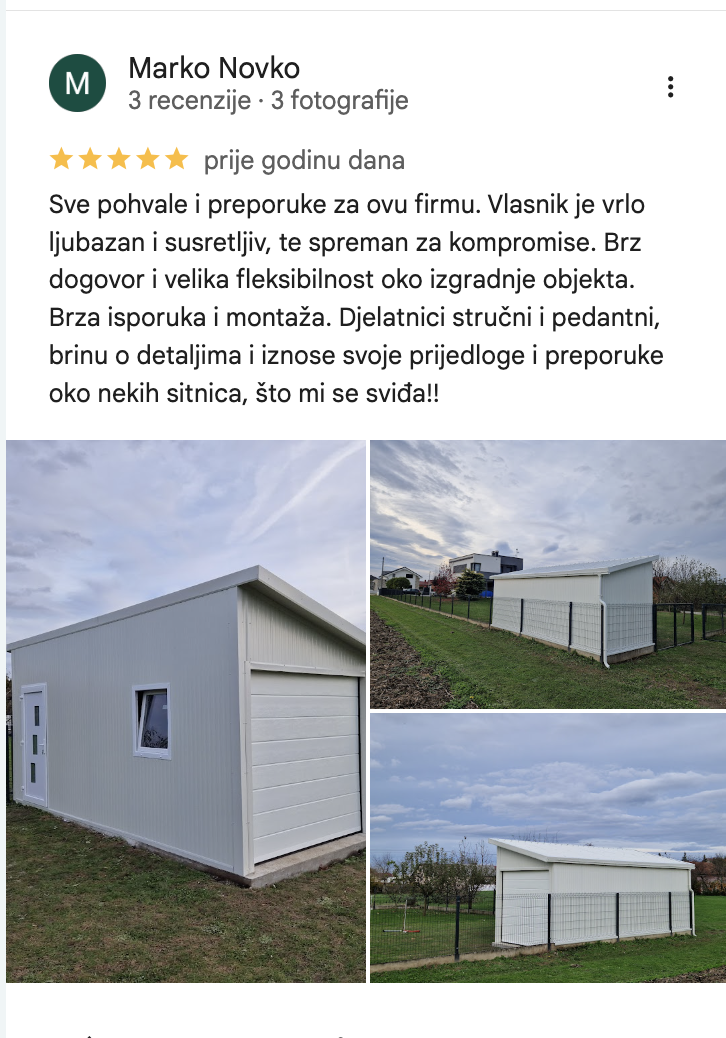 M
Marko Novko
3 recenzije · 3 fotografije
prije godinu dana
Sve pohvale i preporuke za ovu firmu. Vlasnik je vrlo
ljubazan i susretljiv, te spreman za kompromise. Brz
dogovor i velika fleksibilnost oko izgradnje objekta.
Brza isporuka i montaža. Djelatnici stručni i pedantni,
brinu o detaljima i iznose svoje prijedloge i preporuke
oko nekih sitnica, što mi se sviđa!!